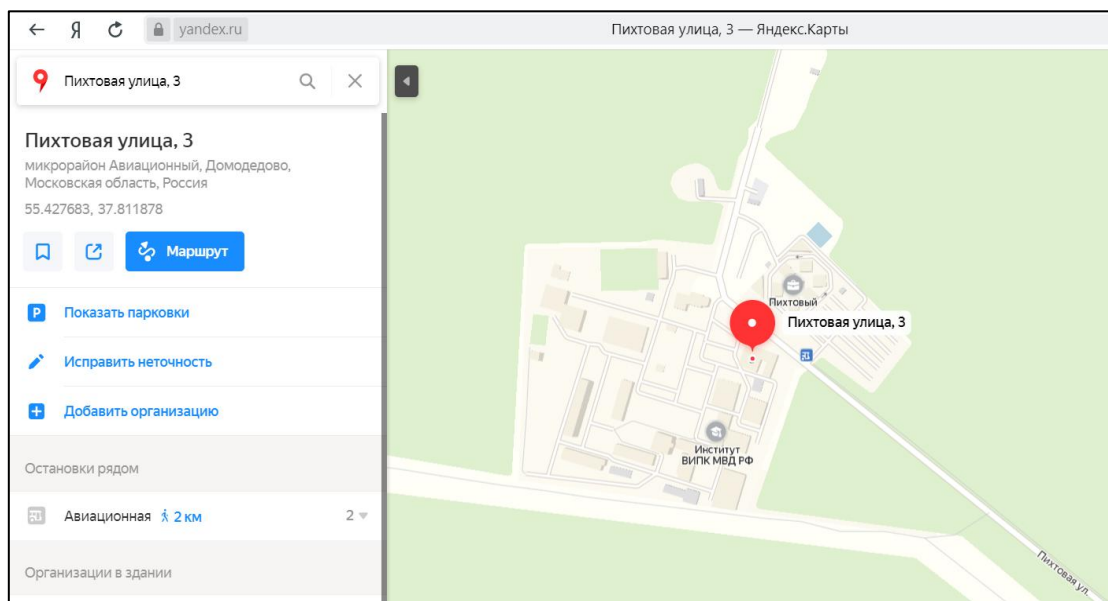 Я
yandex.ru
Пихтовая улица, 3 — Яндекс.Карты
Пихтовая улица, 3
Пихтовая улица, 3
микрорайон Авиационный, Домодедово,
Московская область, Россия
55.427683, 37.811878
Маршрут
P
Показать парковки
Исправить неточность
Добавить организацию
Остановки рядом
Авиационная 2 км 2
Организации в здании
Пихтовый
Пихтовая улица, 3
Институт
ВИПК МВД РФ
Пихтовая ул.